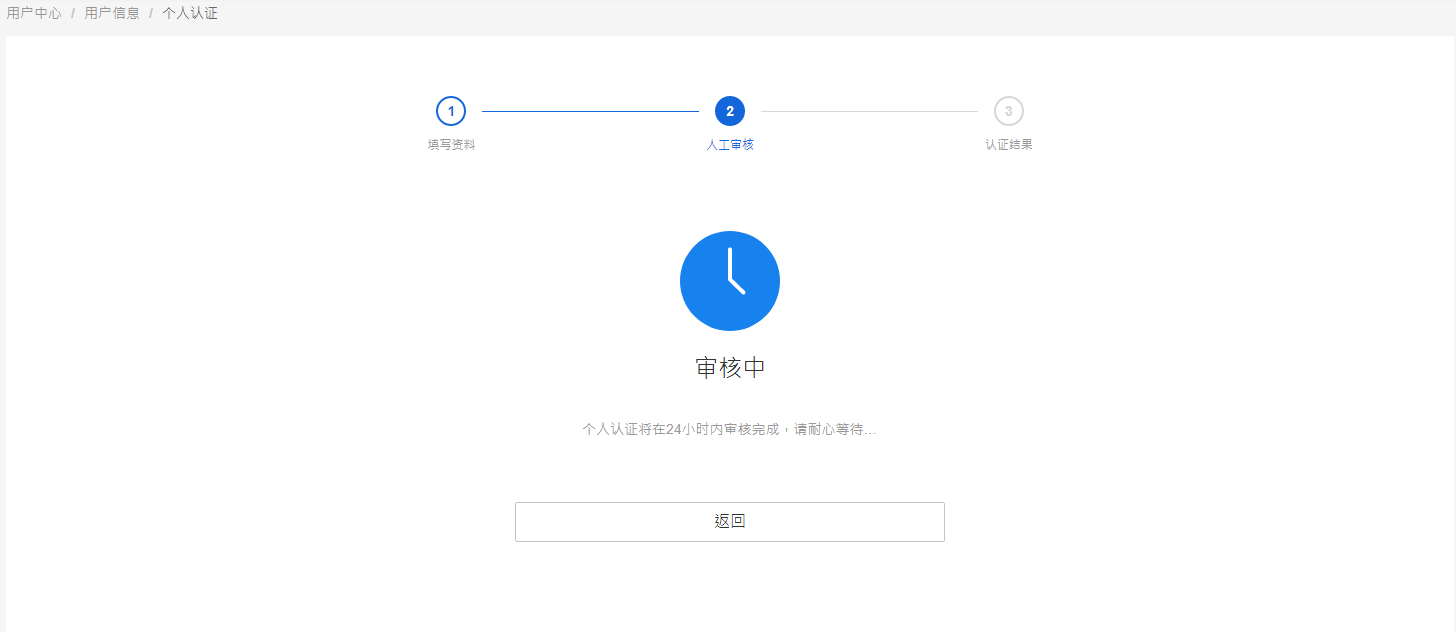 用户中心 / 用户信息 / 个人认证
1 2 3
填写资料 人工审核 认证结果
审核中
个人认证将在24小时内审核完成，请耐心等待...
返回